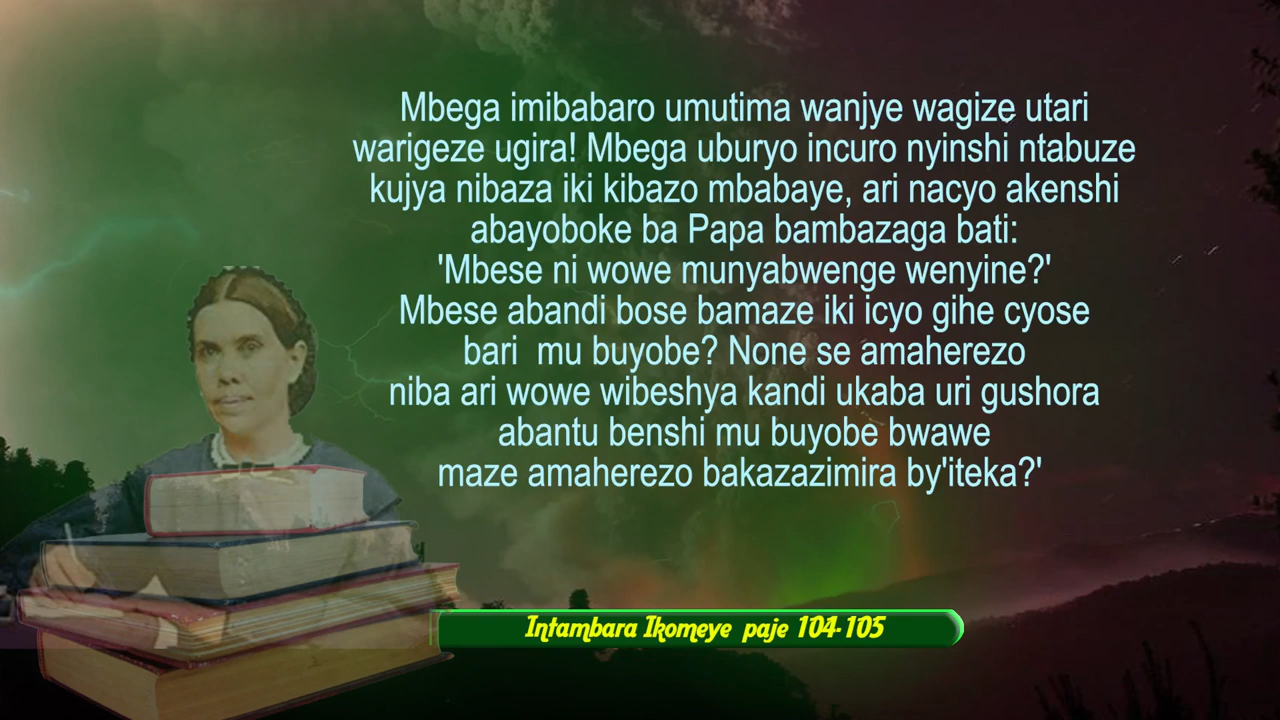 Mbega imibabaro umutima wanjye wagize utari
warigeze ugira! Mbega uburyo incuro nyinshi ntabuze
kujya nibaza iki kibazo mbabaye, ari nacyo akenshi
abayoboke ba Papa bambazaga bati:
'Mbese ni wowe munyabwenge wenyine?'
Mbese abandi bose bamaze iki icyo gihe cyose
bari  mu buyobe? None se amaherezo
niba ari wowe wibeshya kandi ukaba uri gushora
abantu benshi mu buyobe bwawe
maze amaherezo bakazazimira by'iteka?'
Intambara Ikomeye  paje 104-105